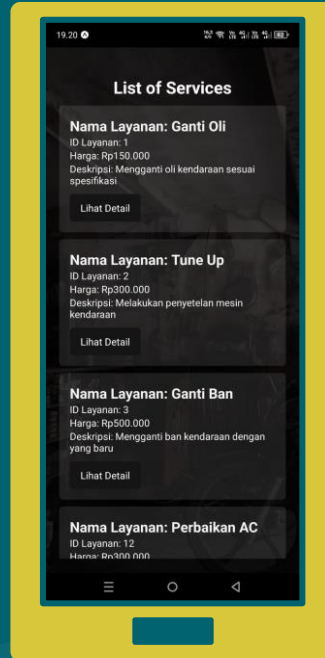 19.20
List of Services
Nama Layanan: Ganti Oli
ID Layanan: 1
Harga: Rp150.000
Deskripsi: Mengganti oli kendaraan sesuai
spesifikasi
Lihat Detail
Nama Layanan: Tune Up
ID Layanan: 2
Harga: Rp300.000
Deskripsi: Melakukan penyetelan mesin
kendaraan
Lihat Detail
Nama Layanan: Ganti Ban
ID Layanan: 3
Harga: Rp500.000
Deskripsi: Mengganti ban kendaraan dengan
yang baru
Lihat Detail
Nama Layanan: Perbaikan AC
ID Layanan: 12
Harga: Rp300.000